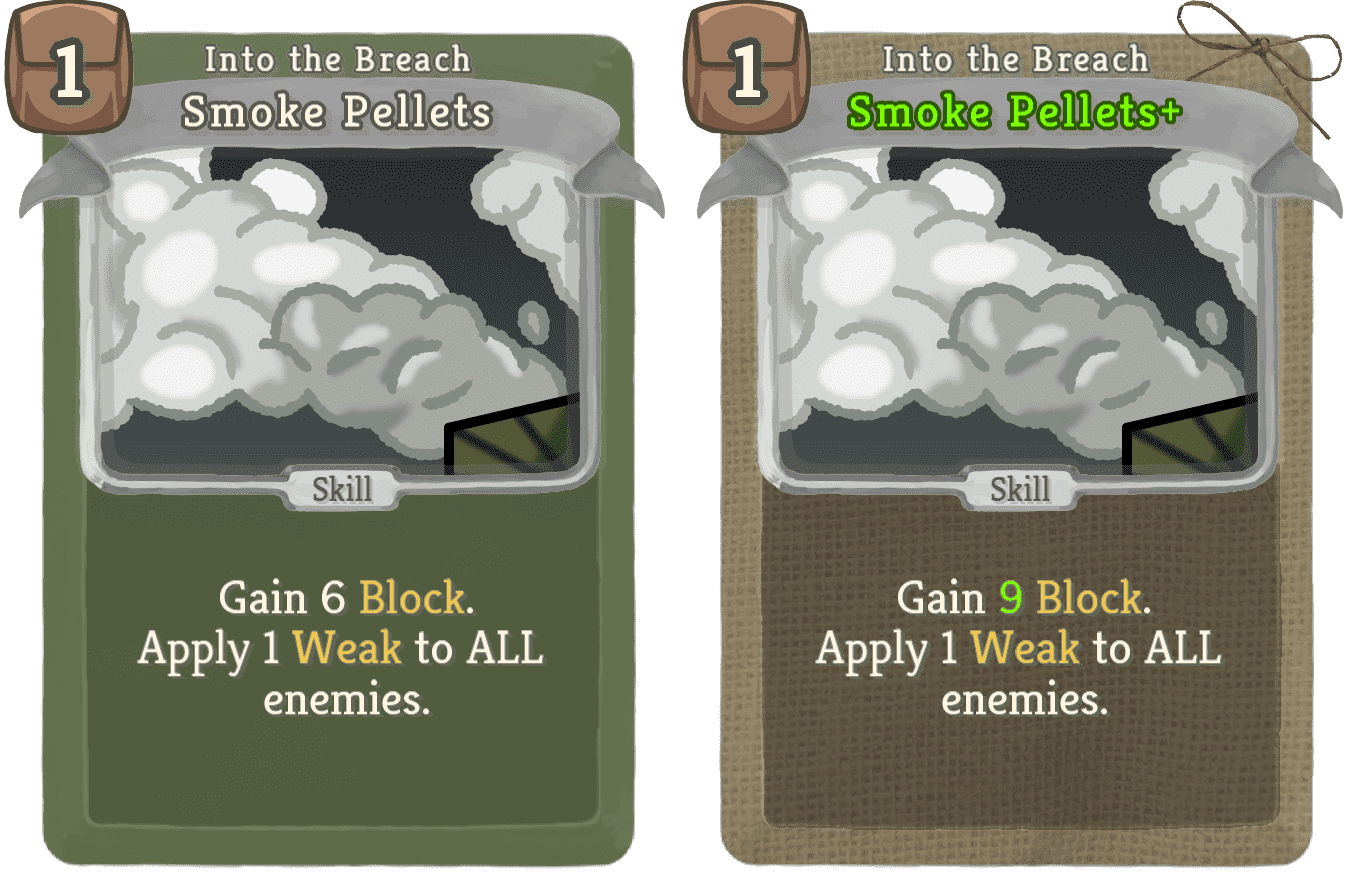 1
Into the Breach
Smoke Pellets
Skill
Gain 6 Block.
Apply 1 Weak to ALL
enemies.
1
Into the Breach
Smoke Pellets+
Skill
Gain 9 Block.
Apply 1 Weak to ALL
enemies.